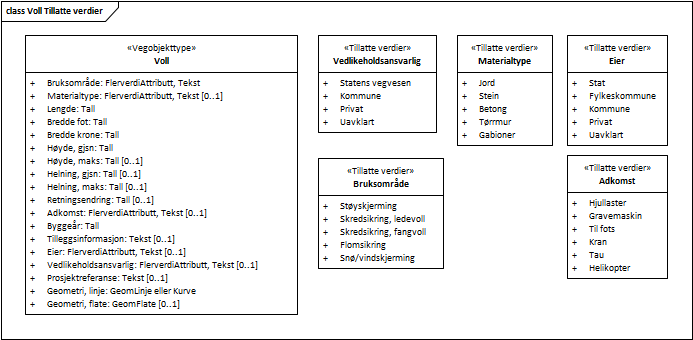 class Voll Tillatte verdier
«Vegobjekttype»
Voll
+ Bruksområde: FlerverdiAttributt, Tekst
+ Materialtype: FlerverdiAttributt, Tekst [0..1]
+ Lengde: Tall
+ Bredde fot: Tall
+ Bredde krone: Tall
+ Høyde, gjsn: Tall
+ Høyde, maks: Tall [0..1]
+ Helning, gjsn: Tall [0..1]
+ Helning, maks: Tall [0..1]
+ Retningsendring: Tall [0..1]
+ Adkomst: FlerverdiAttributt, Tekst [0..1]
+ Byggeår: Tall
+ Tilleggsinformasjon: Tekst [0..1]
+ Eier: FlerverdiAttributt, Tekst [0..1]
+ Vedlikeholdsansvarlig: FlerverdiAttributt, Tekst [0..1]
+ Prosjektreferanse: Tekst [0..1]
+ Geometri, linje: GeomLinje eller Kurve
+ Geometri, flate: GeomFlate [0..1]
«Tillatte verdier»
Vedlikeholdsansvarlig
+ Statens vegvesen
+ Kommune
+ Privat
+ Uavklart
«Tillatte verdier»
Materialtype
+ Jord
+ Stein
+ Betong
+ Tørrmur
+ Gabioner
«Tillatte verdier»
Eier
+ Stat
+ Fylkeskommune
+ Kommune
+ Privat
+ Uavklart
«Tillatte verdier»
Bruksområde
+ Støyskjerming
+ Skredsikring, ledevoll
+ Skredsikring, fangvoll
+ Flomsikring
+ Snø/vindskjerming
«Tillatte verdier»
Adkomst
+ Hjullaster
+ Gravemaskin
+ Til fots
+ Kran
+ Tau
+ Helikopter